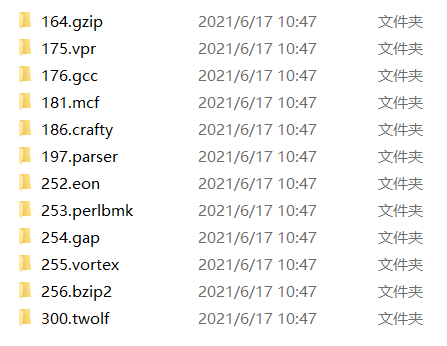 164.gzip 2021/6/17 10:47 文件夹
175.vpr 2021/6/17 10:47 文件夹
176.gcc 2021/6/17 10:47 文件夹
181.mcf 2021/6/17 10:47 文件夹
186.crafty 2021/6/17 10:47 文件夹
197.parser 2021/6/17 10:47 文件夹
252.eon 2021/6/17 10:47 文件夹
253.perlbmk 2021/6/17 10:47 文件夹
254.gap 2021/6/17 10:47 文件夹
255.vortex 2021/6/17 10:47 文件夹
256.bzip2 2021/6/17 10:47 文件夹
300.twolf 2021/6/17 10:47 文件夹